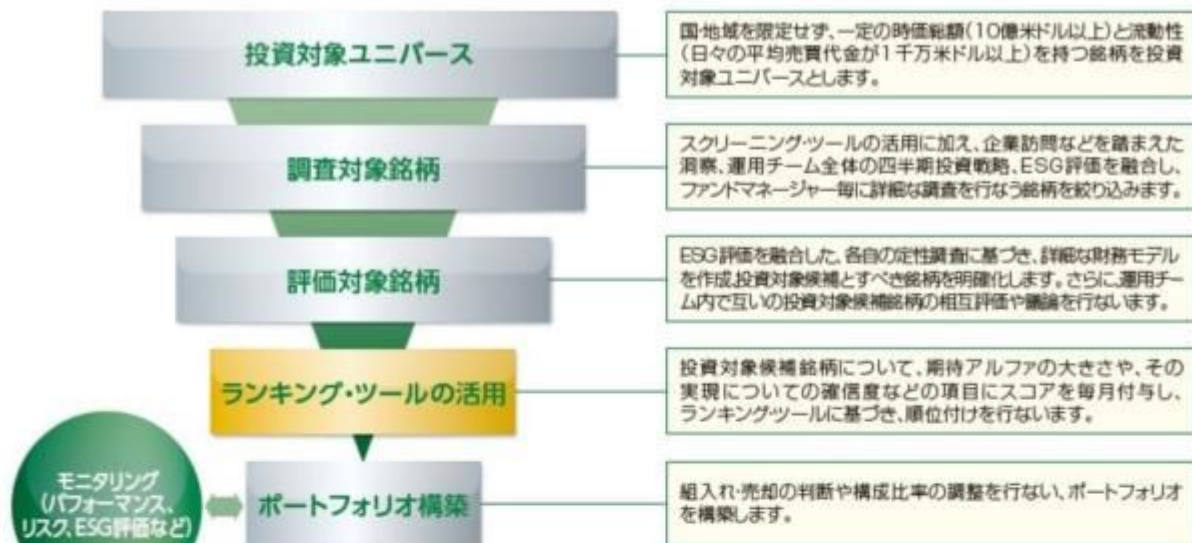 投資対象ユニバース
国・地域を限定せず、一定の時価総額(10億米ドル以上)と流動性
(日々の平均売買代金が1千万米ドル以上)を持つ銘柄を投資
対象ユニバースとします。
調査対象銘柄
スクリーニング・ツールの活用に加え、企業訪問などを踏まえた
洞察、運用チーム全体の四半期投資戦略、ESG評価を融合し、
ファンドマネージャー毎に詳細な調査を行なう銘柄を絞り込みます。
評価対象銘柄
ESG評価を融合した、各自の定性調査に基づき、詳細な財務モデル
を作成、投資対象候補とすべき銘柄を明確化します。さらに、運用チー
ム内で互いの投資対象候補銘柄の相互評価や議論を行ないます。
ランキング・ツールの活用
投資対象候補銘柄について、期待アルファの大きさや、その
実現についての確信度などの項目にスコアを毎月付与し、
ランキング・ツールに基づき、順位付けを行ないます。
モニタリング
(パフォーマンス、
リスク、ESG評価など)
ポートフォリオ構築
組入れ・売却の判断や構成比率の調整を行ない、ポートフォリオ
を構築します。